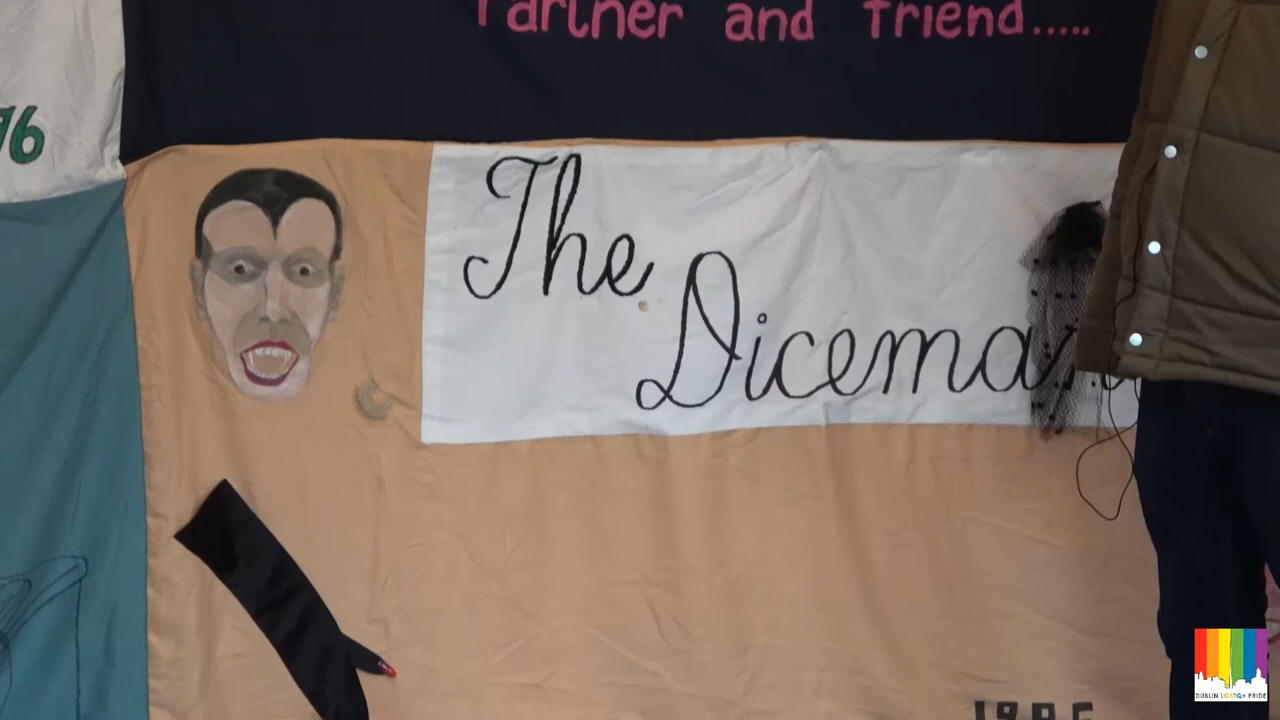 Partner and friend.....
76
The
Diceman
DUBLIN LGBTQ+ PRIDE